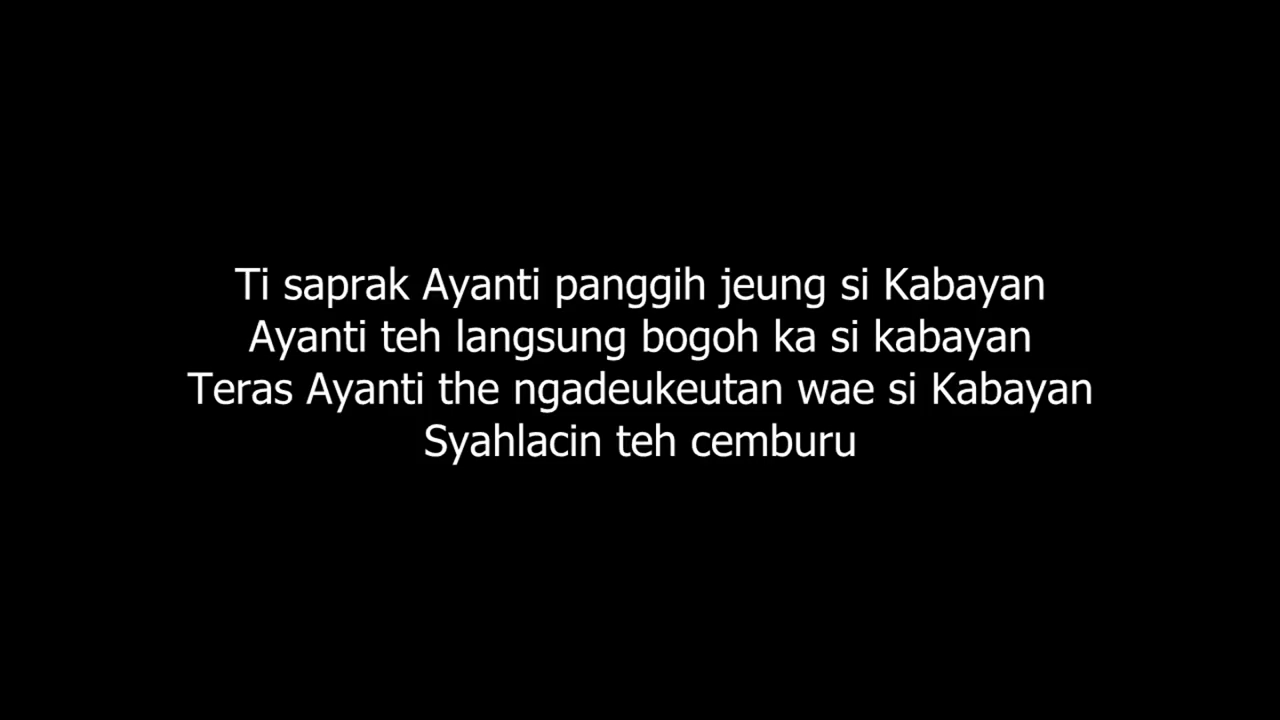 Ti saprak Ayanti panggih jeung si Kabayan
Ayanti teh langsung bogoh ka si kabayan
Teras Ayanti the ngadeukeutan wae si Kabayan
Syahlacin teh cemburu